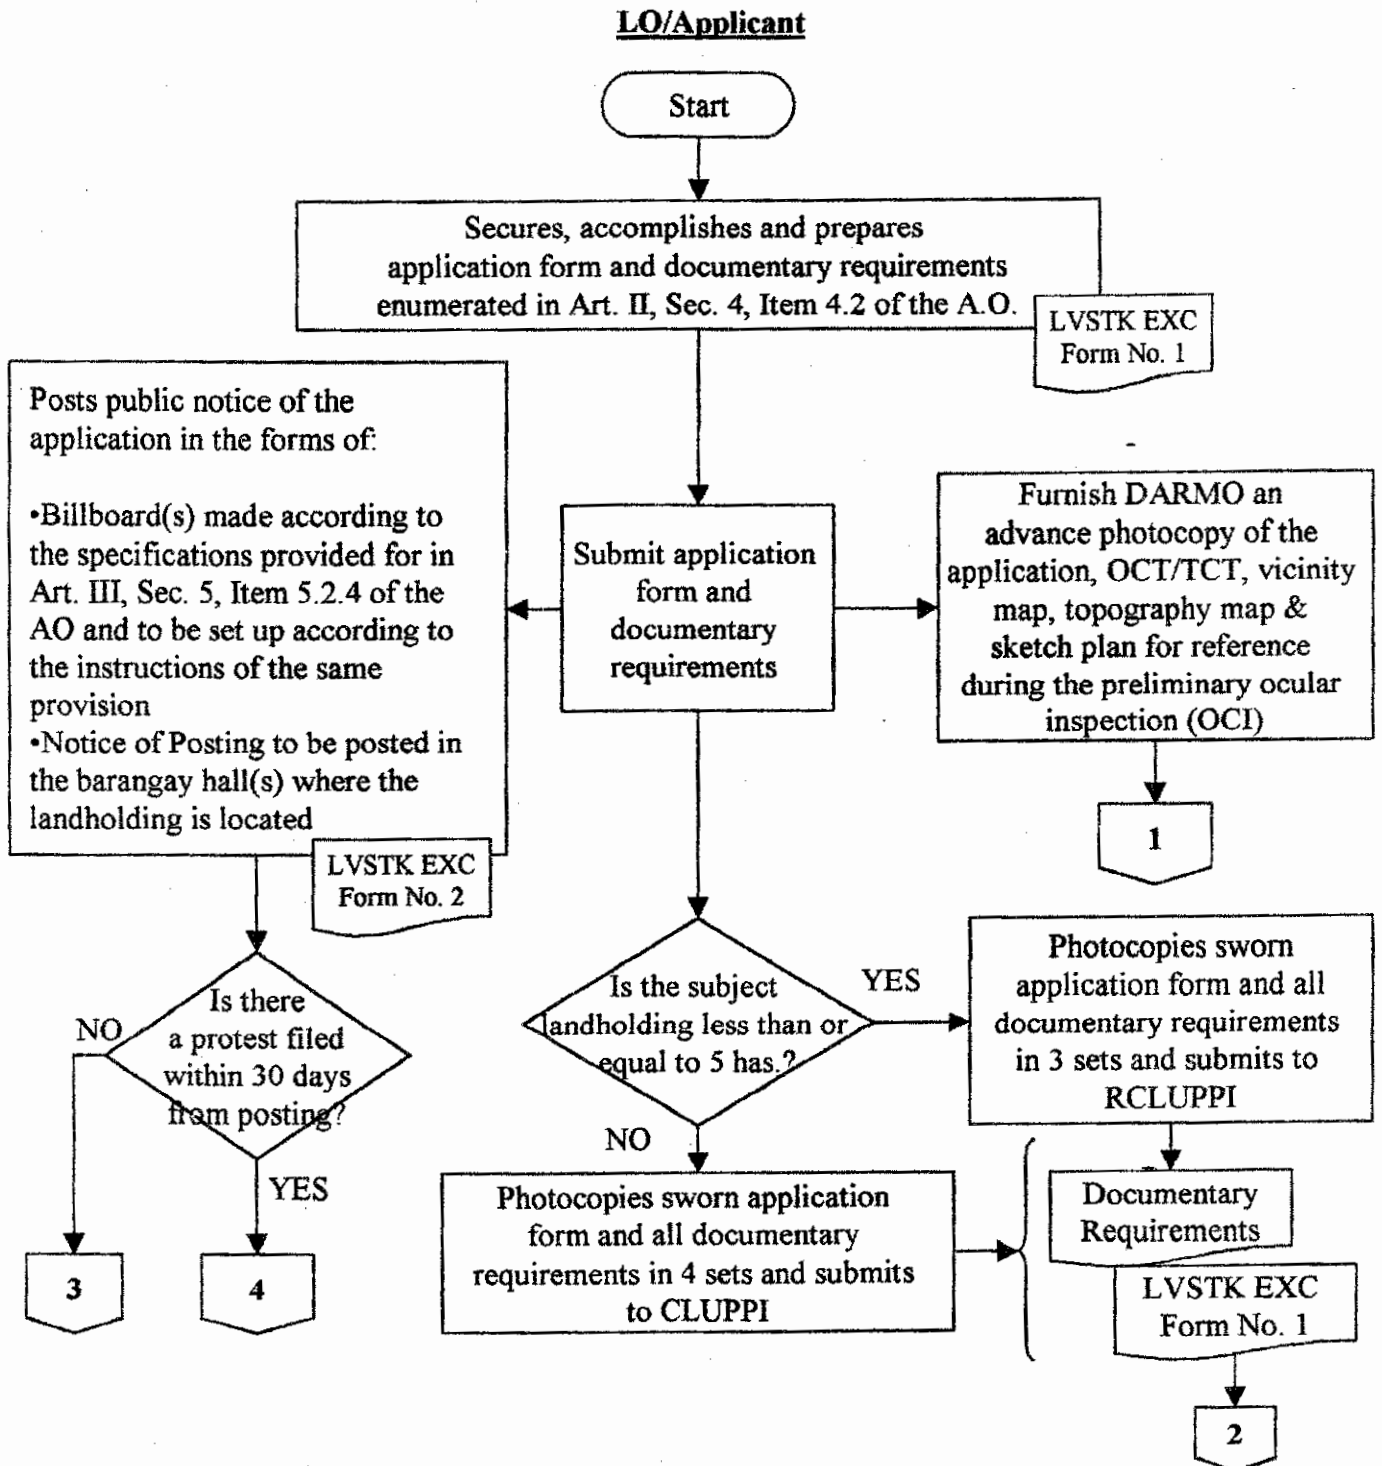 LO/Applicant
Start
Secures, accomplishes and prepares
application form and documentary requirements
enumerated in Art. II, Sec. 4, Item 4.2 of the A.O.
LVSTK EXC
Form No. 1
Posts public notice of the
application in the forms of:
•Billboard(s) made according to
the specifications provided for in
Art. III, Sec. 5, Item 5.2.4 of the
AO and to be set up according to
the instructions of the same
provision
•Notice of Posting to be posted in
the barangay hall(s) where the
landholding is located
LVSTK EXC
Form No. 2
Submit application
form and
documentary
requirements
Furnish DARMO an
advance photocopy of the
application, OCT/TCT, vicinity
map, topography map &
sketch plan for reference
during the preliminary ocular
inspection (OCI)
1
Is there
a protest filed
within 30 days
from posting?
NO
YES
3
4
Is the subject
landholding less than or
equal to 5 has.?
YES
NO
Photocopies sworn
application form and all
documentary requirements
in 3 sets and submits to
RCLUPPI
Photocopies sworn application
form and all documentary
requirements in 4 sets and submits
to CLUPPI
Documentary
Requirements
LVSTK EXC
Form No. 1
2